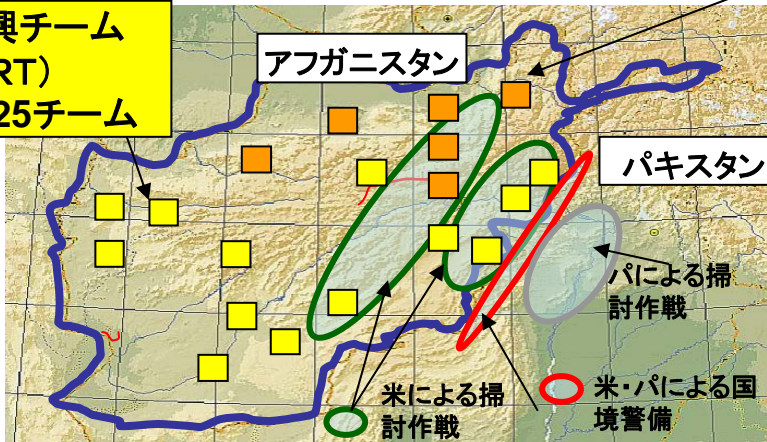 興チーム
RT）
25チーム
アフガニスタン
パキスタン
パによる掃
討作戦
米による掃
討作戦
米・パによる国
境警備